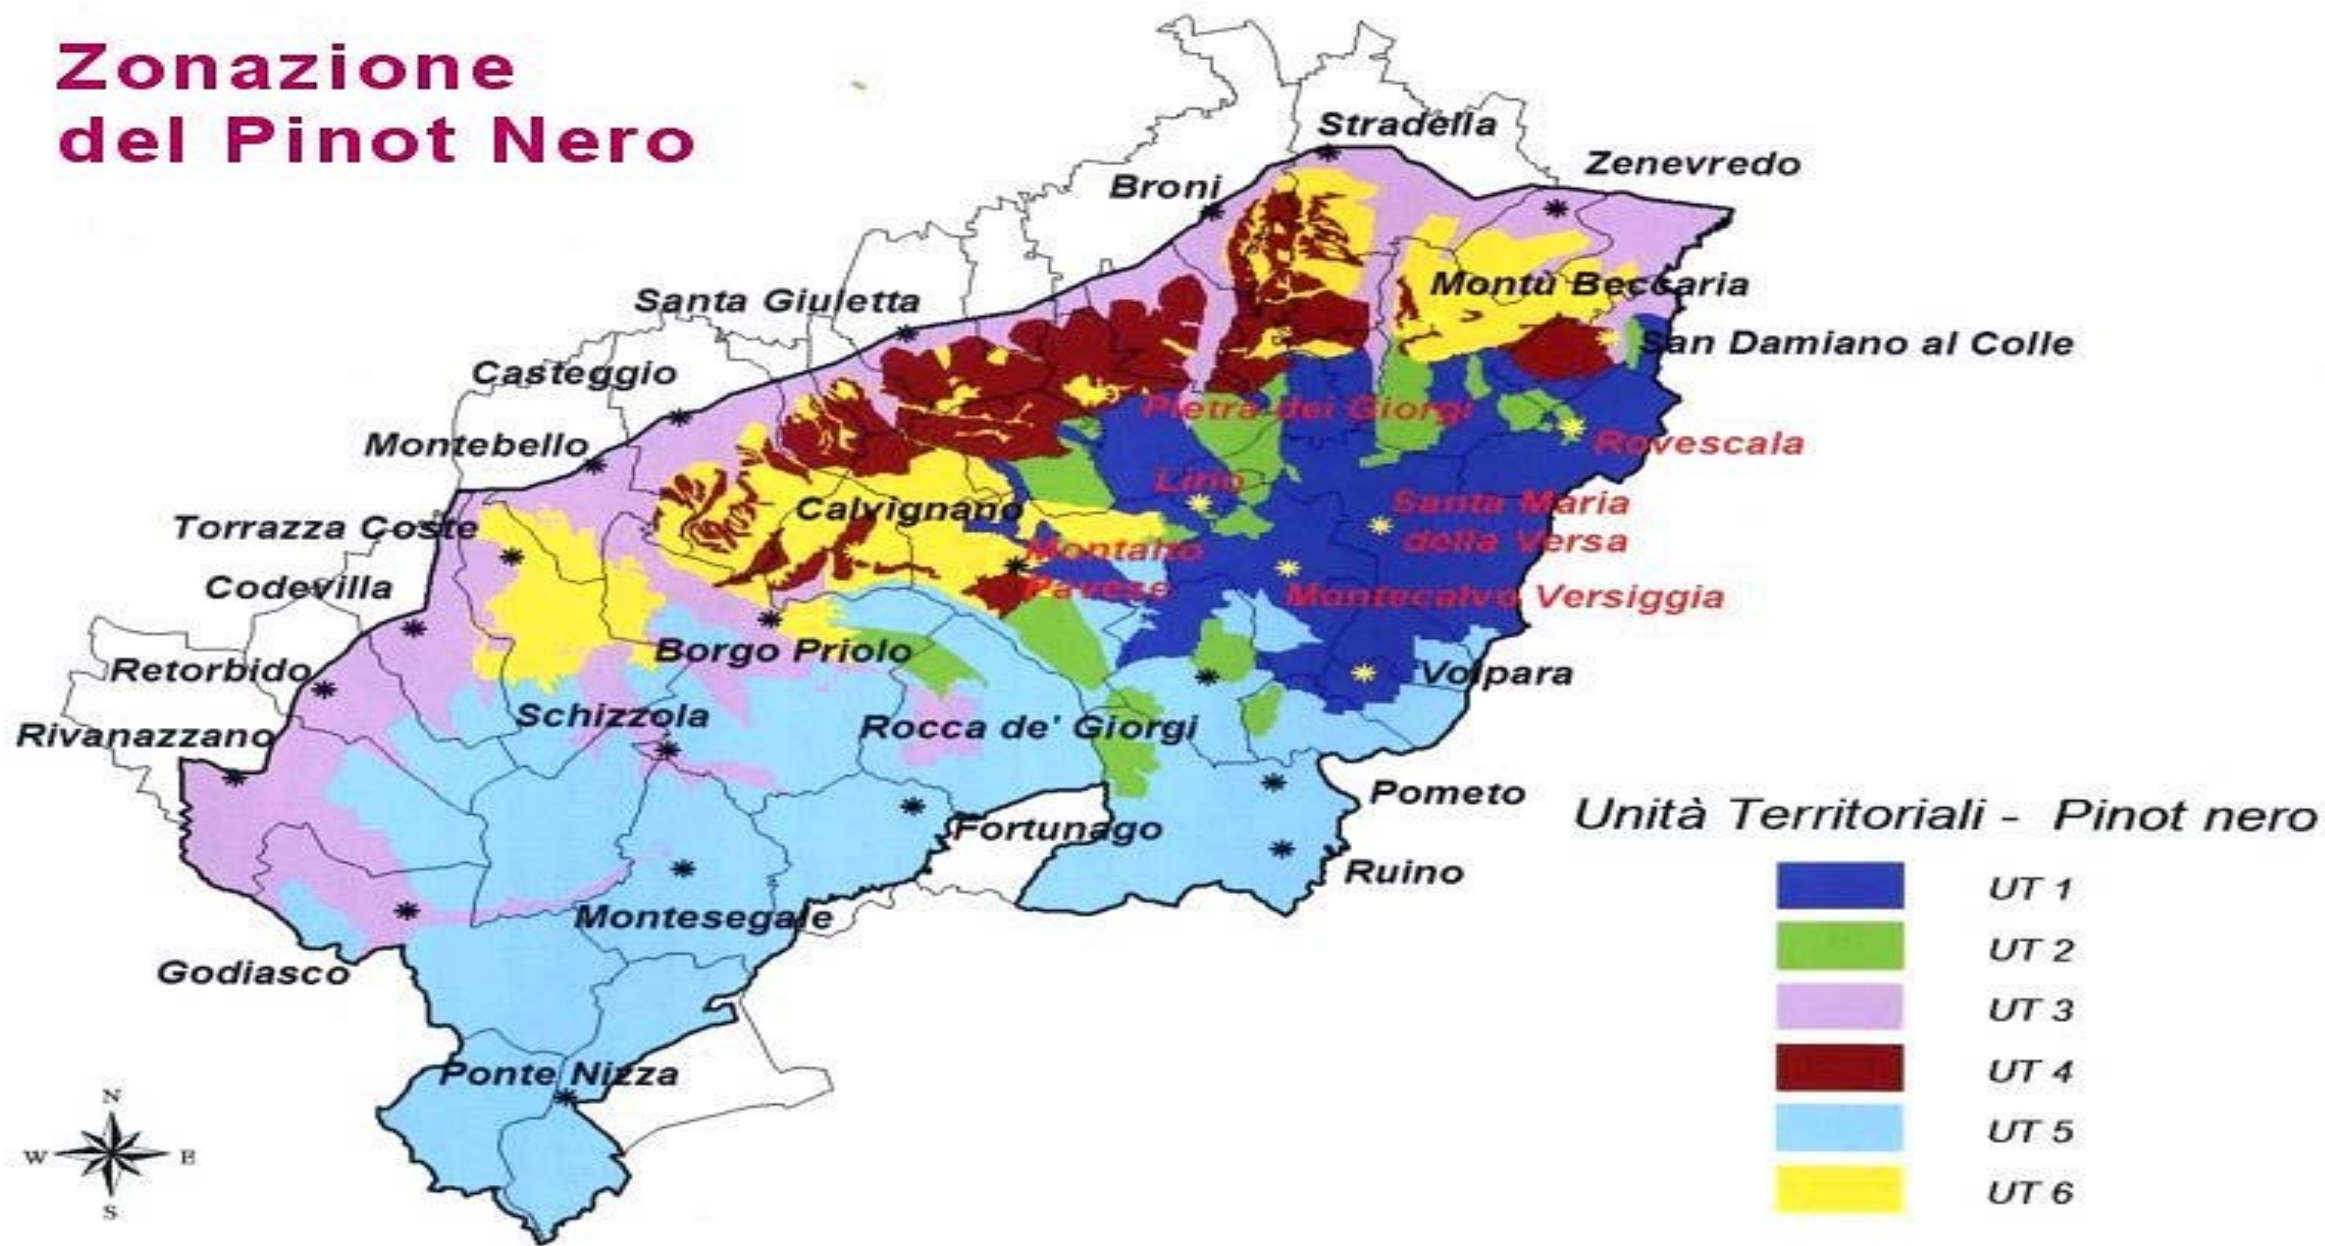 Zonazione
del Pinot Nero
Stradella
Zenevredo
Broni
Montù Beccaria
Santa Giuletta
San Damiano al Colle
Casteggio
Pietra dei Giorgi
Montebello
Rovescala
Lirio
Calvignano
Santa Maria
della Versa
Torrazza Coste
Montalto
Pavese
Codevilla
Montecalvo Versiggia
Borgo Priolo
Retorbido
Volpara
Schizzola
Rocca de' Giorgi
Rivanazzano
Pometo
Fortunago
Ruino
Montesegale
Godiasco
Ponte Nizza
Unità Territoriali - Pinot nero
UT 1
UT 2
UT 3
UT 4
UT 5
UT 6
N
W
E
S